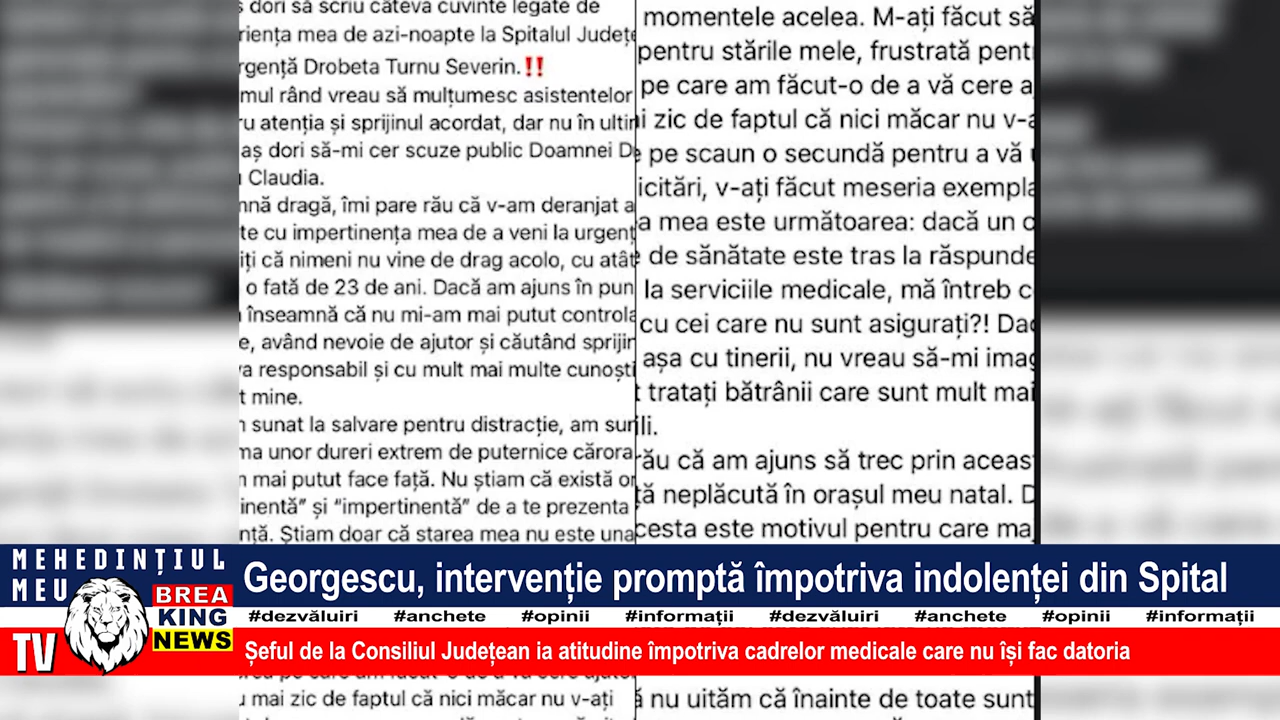 dori să scriu câteva cuvinte legate de
riența mea de azi-noapte la Spitalul Județe
rgență Drobeta Turnu Severin.‼️
mul rând vreau să mulțumesc asistentelor
ru atenția și sprijinul acordat, dar nu în ultin
aș dori să-mi cer scuze public Doamnei D
Claudia.
nă dragă, îmi pare rău că v-am deranjat a
te cu impertinența mea de a veni la urgenț
iți că nimeni nu vine de drag acolo, cu atât
o fată de 23 de ani. Dacă am ajuns în pun
înseamnă că nu mi-am mai putut controla
e, având nevoie de ajutor și căutând sprijin
va responsabil și cu mult mai multe cunoști
t mine.
sunat la salvare pentru distracție, am sun
ma unor dureri extrem de puternice cărora
mai putut face față. Nu știam că există or
inentă” și “impertinentă” de a te prezenta
nță. Știam doar că starea mea nu este una
momentele acelea. M-ați făcut să
pentru stările mele, frustrată pent
pe care am făcut-o de a vă cere a
i zic de faptul că nici măcar nu v-a
pe scaun o secundă pentru a vă
icitări, v-ați făcut meseria exempla
a mea este următoarea: dacă un c
de sănătate este tras la răspunde
la serviciile medicale, mă întreb c
cu cei care nu sunt asigurați?! Dac
așa cu tinerii, nu vreau să-mi imag
t tratați bătrânii care sunt mult mai
ili.
rău că am ajuns să trec prin aceas
tă neplăcută în orașul meu natal. D
cesta este motivul pentru care ma
MEHEDINȚIUL
MEU
TV
BREA
KING
NEWS
Georgescu, intervenție promptă împotriva indolenței din Spital
#dezvăluiri #anchete #opinii #informații #dezvăluiri #anchete #opinii #informații
Șeful de la Consiliul Județean ia atitudine împotriva cadrelor medicale care nu își fac datoria
mai zic de faptul că nici măcar nu v-ați
ă nu uităm că înainte de toate sunt